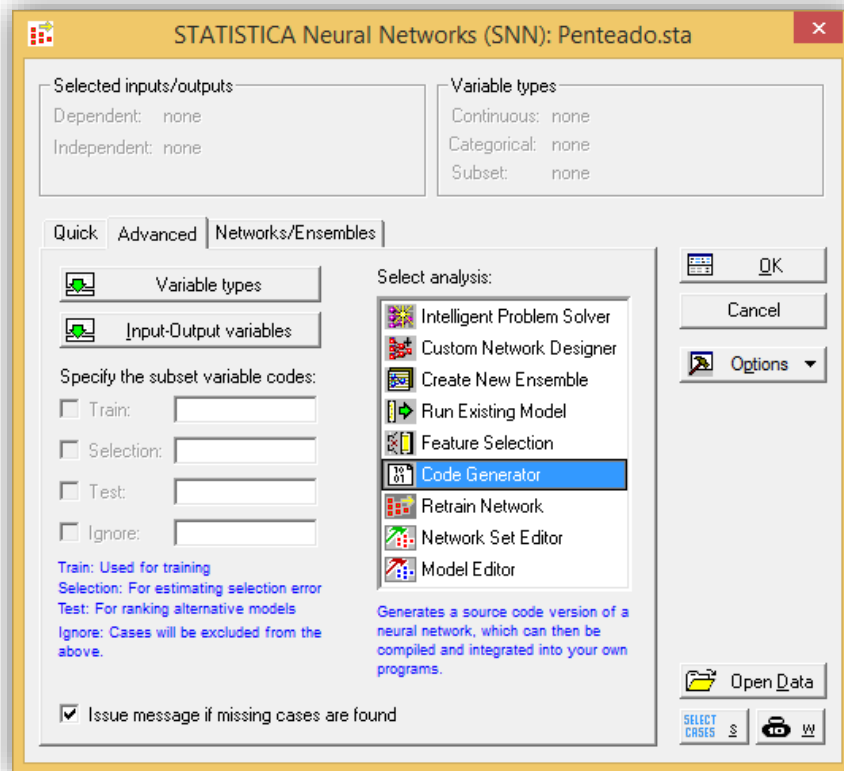 STATISTICA Neural Networks (SNN): Penteado.sta
Selected inputs/outputs
Dependent: none
Independent: none
Variable types
Continuous: none
Categorical: none
Subset: none
Quick
Advanced
Networks/Ensembles
Variable types
Input-Output variables
Specify the subset variable codes:
Train:
Selection:
Test:
Ignore:
Train: Used for training
Selection: For estimating selection error
Test: For ranking alternative models
Ignore: Cases will be excluded from the
above.
Issue message if missing cases are found
Select analysis:
Intelligent Problem Solver
Custom Network Designer
Create New Ensemble
Run Existing Model
Feature Selection
Code Generator
Retrain Network
Network Set Editor
Model Editor
Generates a source code version of a
neural network, which can then be
compiled and integrated into your own
programs.
OK
Cancel
Options
Open Data
SELECT
CASES S
W